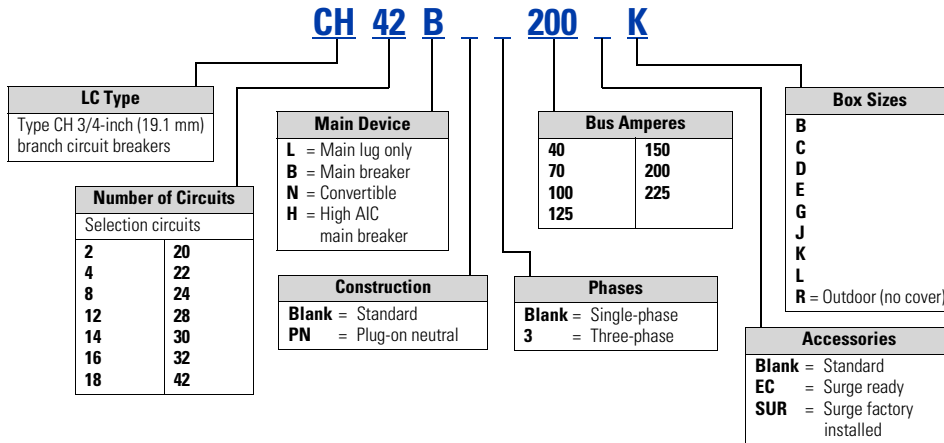 CH 42 B _ _ 200 _ K
LC Type
Type CH 3/4-inch (19.1 mm)
branch circuit breakers
Number of Circuits
Selection circuits
2 20
4 22
8 24
12 28
14 30
16 32
18 42
Main Device
L = Main lug only
B = Main breaker
N = Convertible
H = High AIC
main breaker
Construction
Blank = Standard
PN = Plug-on neutral
Bus Amperes
40 150
70 200
100 225
125
Phases
Blank = Single-phase
3 = Three-phase
Box Sizes
B
C
D
E
G
J
K
L
R = Outdoor (no cover)
Accessories
Blank = Standard
EC = Surge ready
SUR = Surge factory
installed